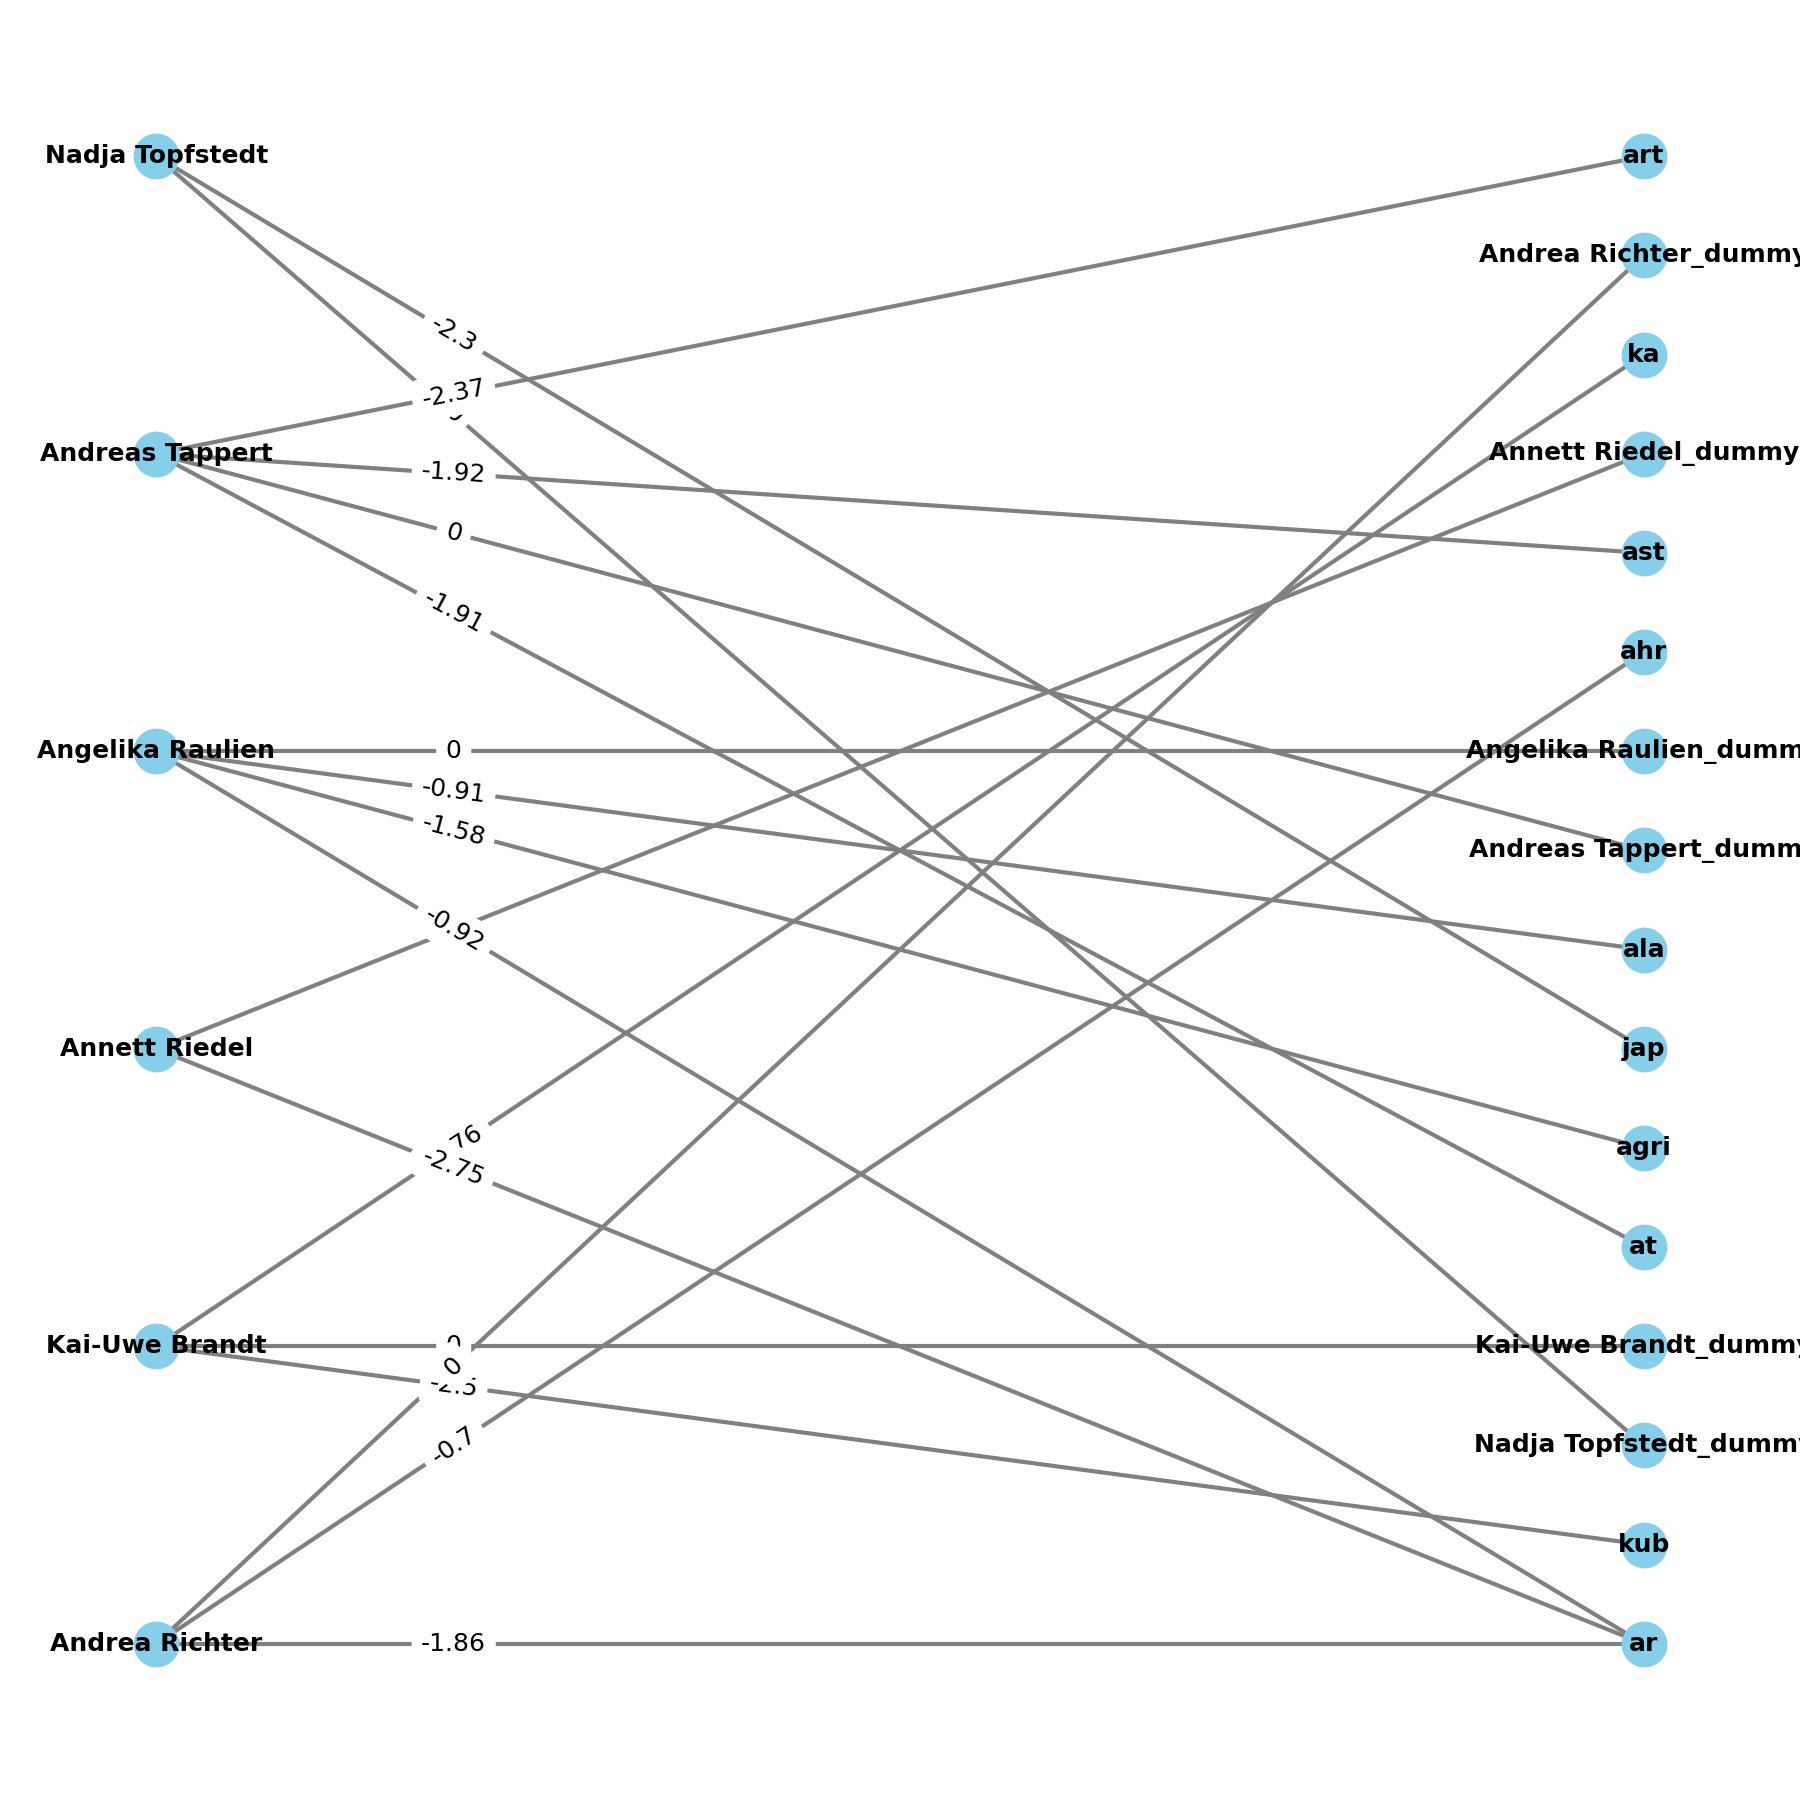 Nadja Topfstedt
art
Andrea Richter_dummy
-2.3
ka
-2.37
Andreas Tappert
Annett Riedel_dummy
-1.92
0
ast
-1.91
ahr
Angelika Raulien
0
Angelika Raulien_dumm
-0.91
-1.58
Andreas Tappert_dumm
-0.92
ala
Annett Riedel
jap
76
-2.75
agri
at
Kai-Uwe Brandt
0
Kai-Uwe Brandt_dummy
0
-2.5
-0.7
Nadja Topfstedt_dummy
kub
Andrea Richter
-1.86
ar